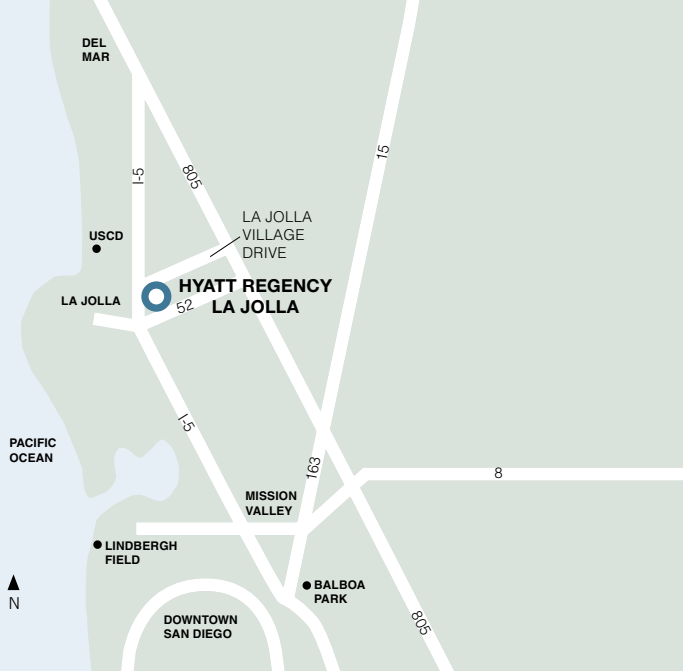 DEL
MAR
15
I-5
805
LA JOLLA
VILLAGE
DRIVE
USCD
HYATT REGENCY
LA JOLLA
LA JOLLA
52
I-5
PACIFIC
OCEAN
163
8
MISSION
VALLEY
LINDBERGH
FIELD
BALBOA
PARK
N
DOWNTOWN
SAN DIEGO
805